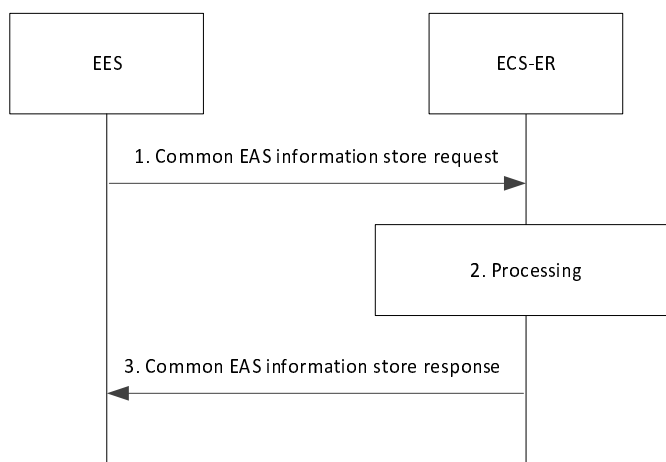 EES
ECS-ER
1. Common EAS information store request
2. Processing
3. Common EAS information store response